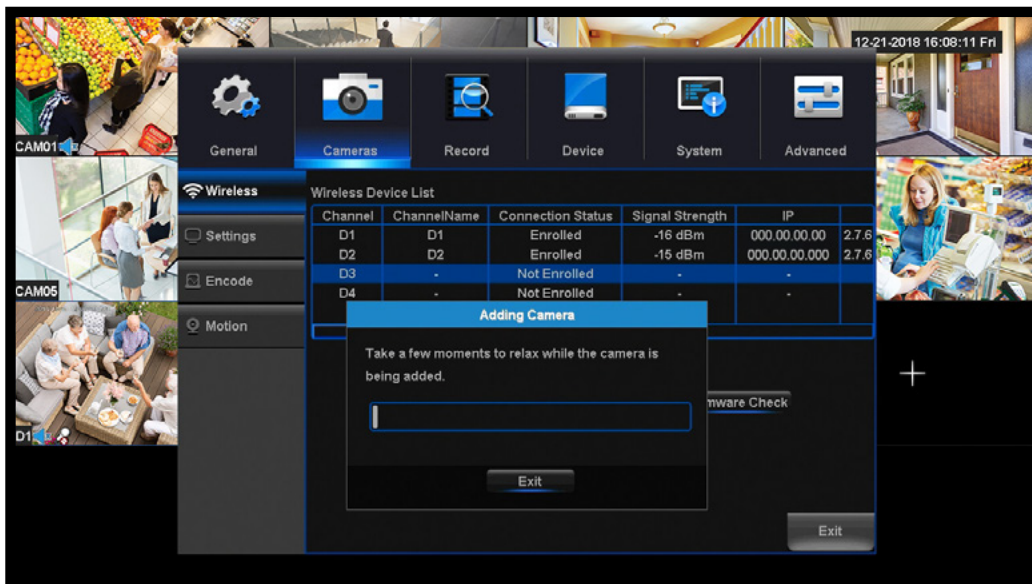 12-21-2018 16:08:11 Fri
CAM01
General
Cameras
Record
Device
System
Advanced
Wireless
Settings
Encode
Motion
Wireless Device List
Channel ChannelName Connection Status Signal Strength IP
D1 D1 Enrolled -16 dBm 000.00.00.00 2.7.6
D2 D2 Enrolled -15 dBm 000.00.00.000 2.7.6
D3 - Not Enrolled - -
D4 - Not Enrolled - -
CAM05
Adding Camera
Take a few moments to relax while the camera is
being added.
mware Check
D1
Exit
Exit